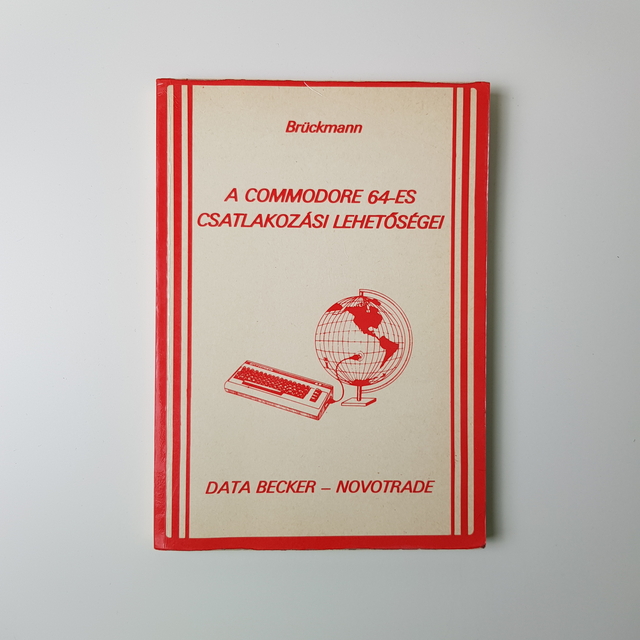 Brückmann
A COMMODORE 64-ES
CSATLAKOZÁSI LEHETŐSÉGEI
DATA BECKER – NOVOTRADE